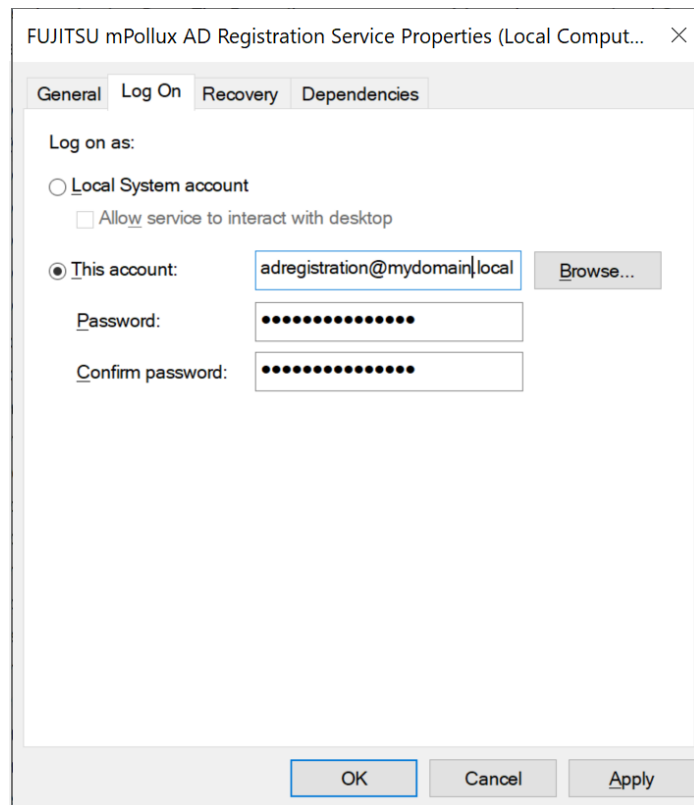 FUJITSU mPollux AD Registration Service Properties (Local Comput...
General Log On Recovery Dependencies
Log on as:
Local System account
Allow service to interact with desktop
This account: adregistration@mydomain.local Browse...
Password: ●●●●●●●●●●●●●●●
Confirm password: ●●●●●●●●●●●●●●●
OK Cancel Apply